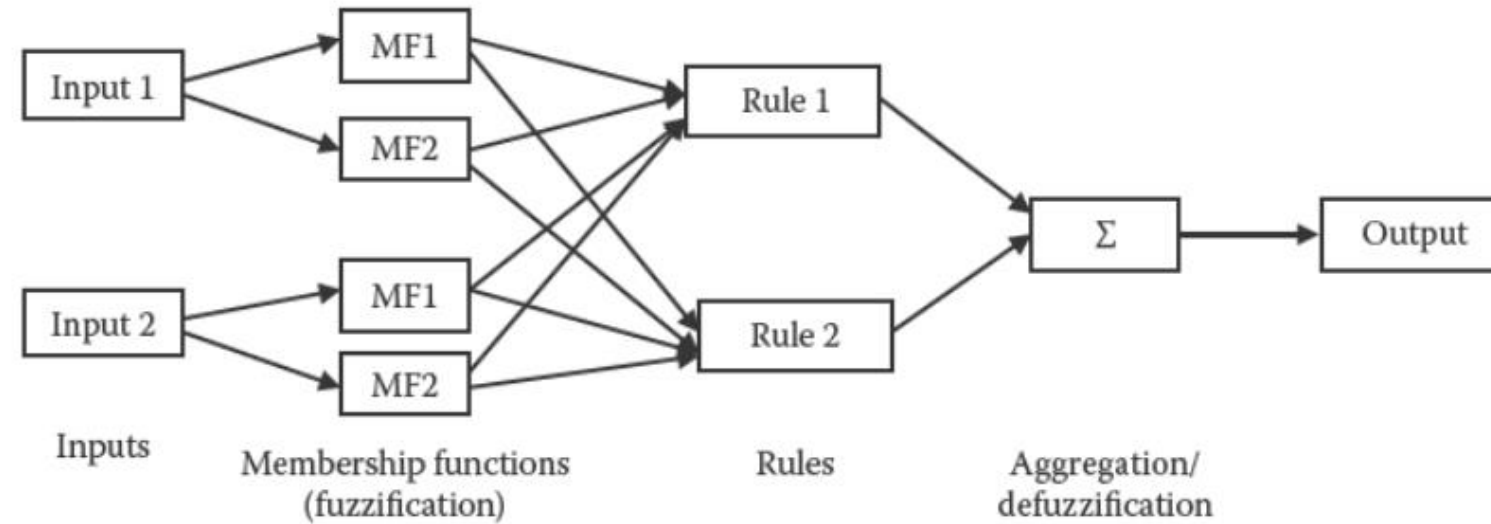 Input 1
MF1
MF2
Rule 1
Σ
Output
Input 2
MF1
MF2
Rule 2
Inputs
Membership functions
(fuzzification)
Rules
Aggregation/
defuzzification